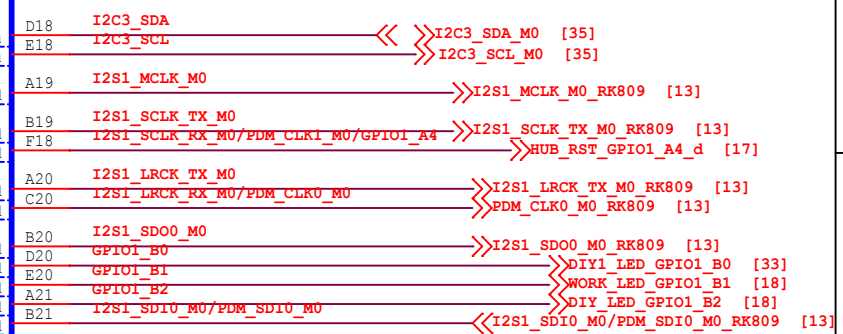 D18 I2C3_SDA I2C3_SDA_M0 [35]
E18 I2C3_SCL I2C3_SCL_M0 [35]
A19 I2S1_MCLK_M0 I2S1_MCLK_M0_RK809 [13]
B19 I2S1_SCLK_TX_M0 I2S1_SCLK_TX_M0_RK809 [13]
F18 I2S1_SCLK_RX_M0/PDM_CLK1_M0/GPIO1_A4 HUB_RST_GPIO1_A4_d [17]
A20 I2S1_LRCK_TX_M0 I2S1_LRCK_TX_M0_RK809 [13]
C20 I2S1_LRCK_RX_M0/PDM_CLK0_M0 PDM_CLK0_M0_RK809 [13]
B20 I2S1_SDO0_M0 I2S1_SDO0_M0_RK809 [13]
D20 GPIO1_B0 DIY1_LED_GPIO1_B0 [33]
E20 GPIO1_B1 WORK_LED_GPIO1_B1 [18]
A21 GPIO1_B2 DIY_LED_GPIO1_B2 [18]
B21 I2S1_SDI0_M0/PDM_SDI0_M0 I2S1_SDI0_M0/PDM_SDI0_M0_RK809 [13]